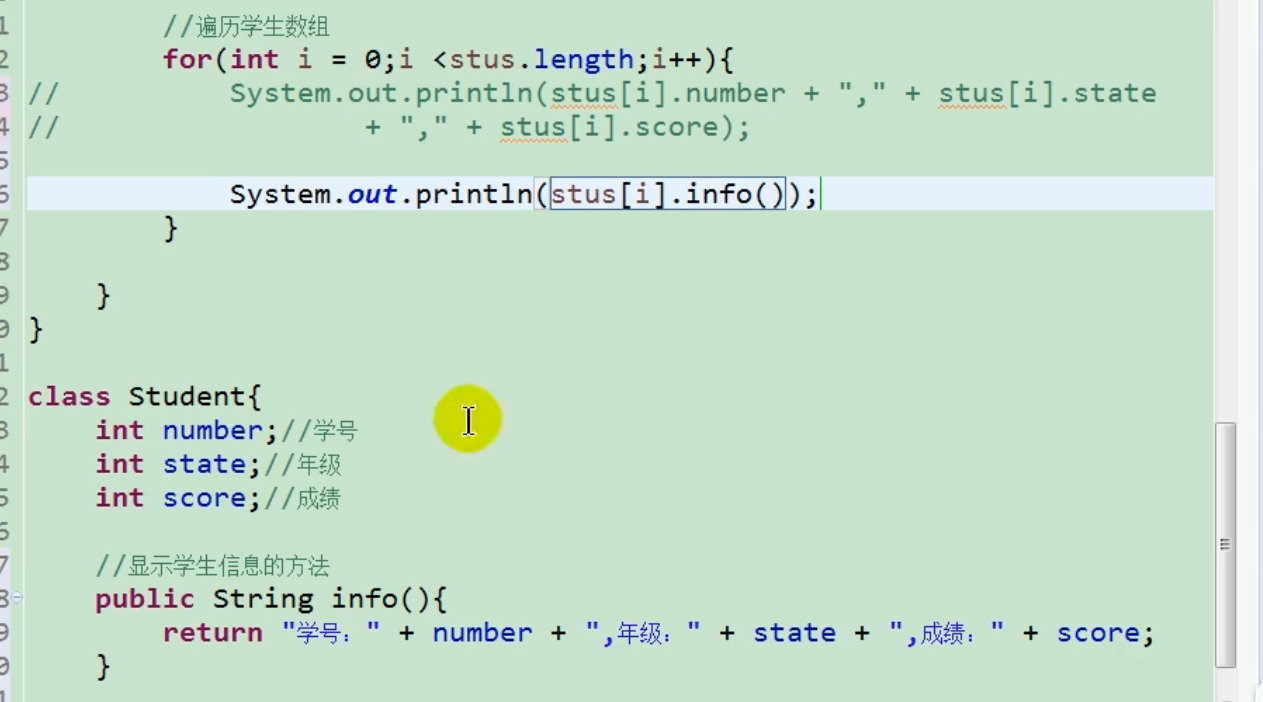 1 //遍历学生数组
2 for(int i = 0;i <stus.length;i++){
3 // System.out.println(stus[i].number + "," + stus[i].state
4 // + "," + stus[i].score);
5
6 System.out.println(stus[i].info());
7 }
8
9 }
0 }
1
2 class Student{
3 int number;//学号
4 int state;//年级
5 int score;//成绩
6
7 //显示学生信息的方法
8 public String info(){
9 return "学号：" + number + ",年级：" + state + ",成绩：" + score;
0 }
1